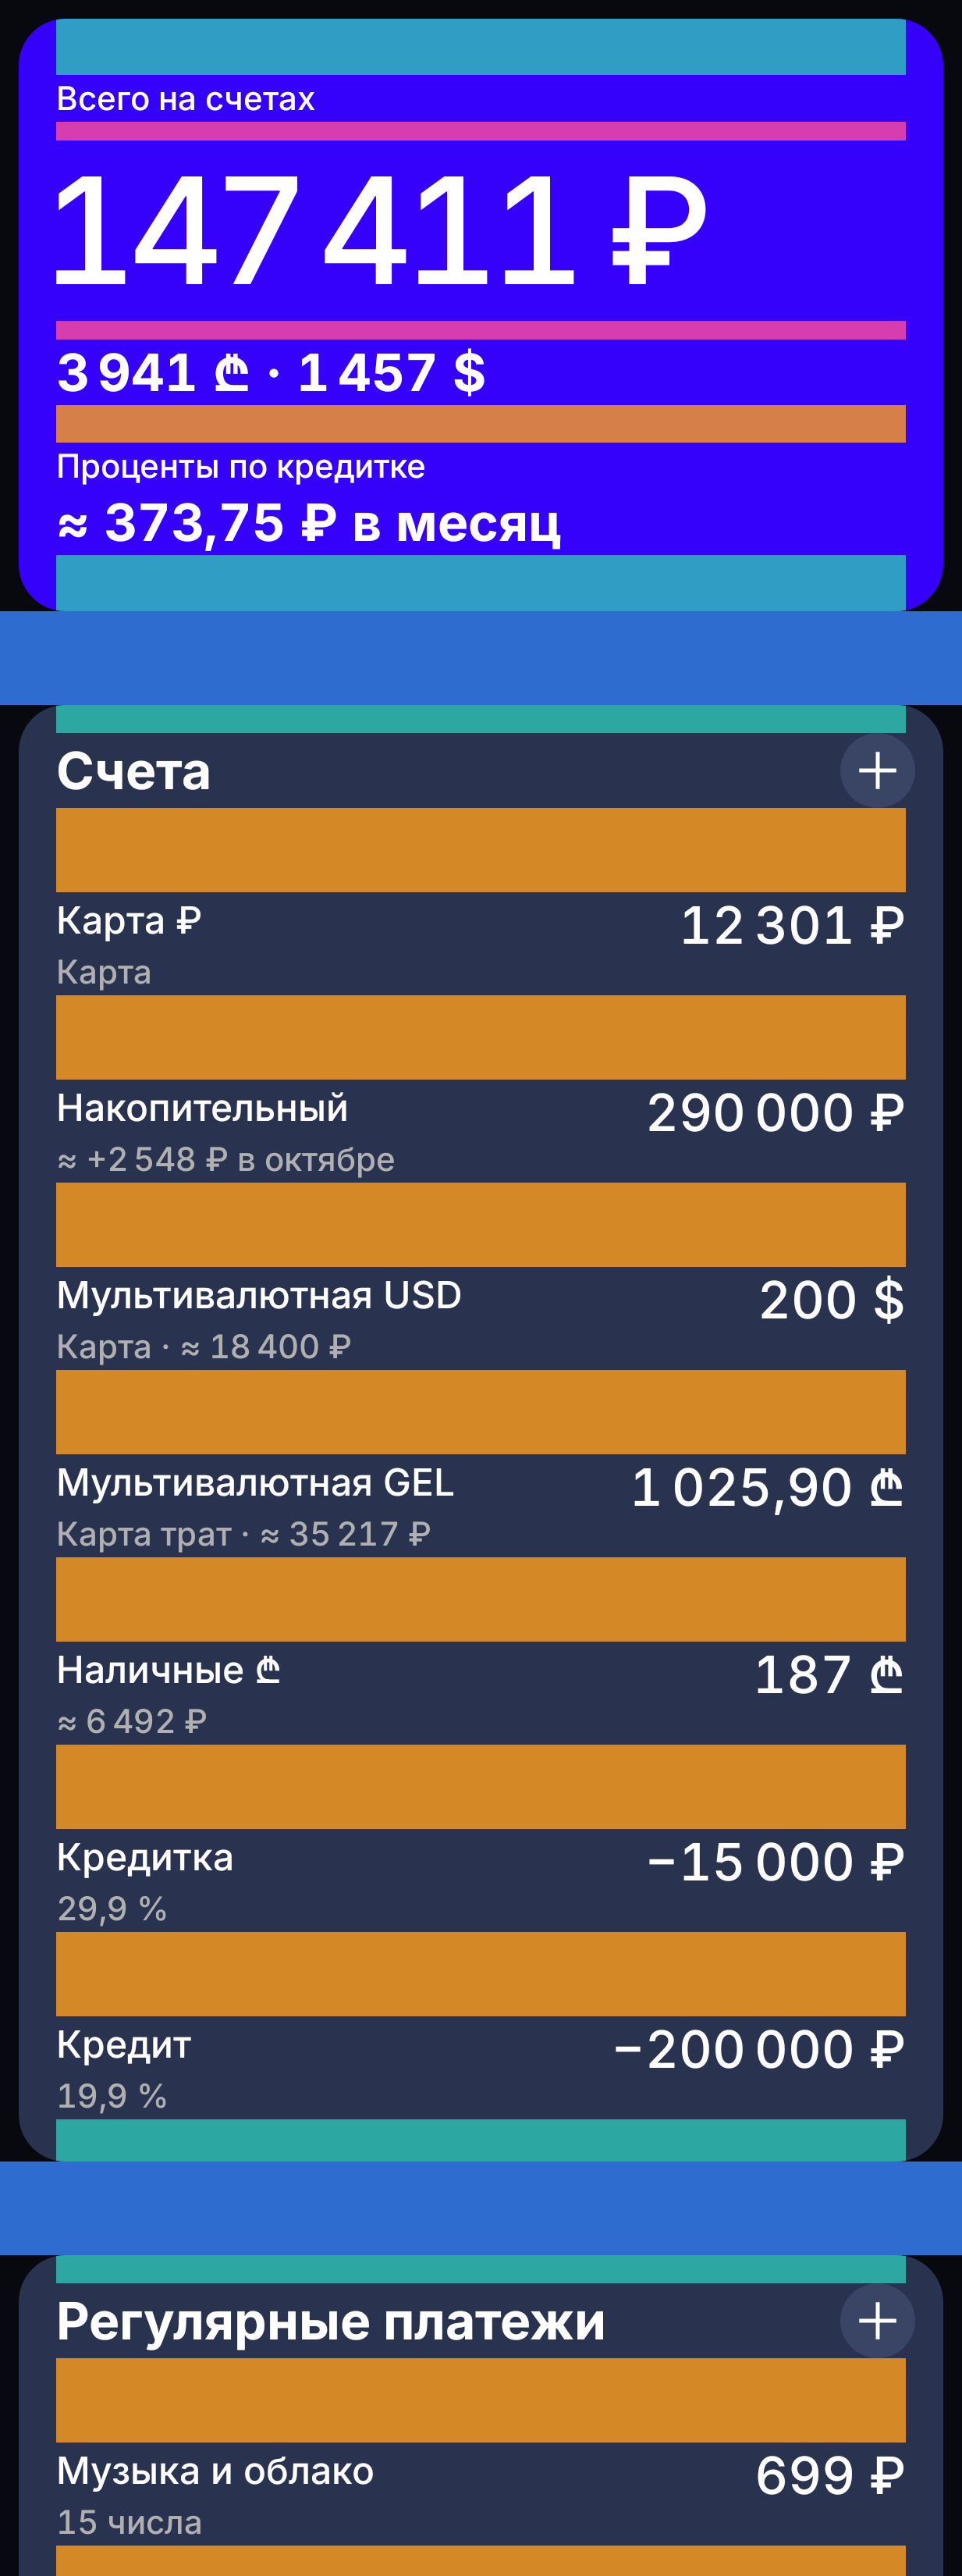 Всего на счетах
147 411 ₽
3 941 ₾ · 1 457 $
Проценты по кредитке
≈ 373,75 ₽ в месяц
Счета
Карта ₽ 12 301 ₽
Карта
Накопительный 290 000 ₽
≈ +2 548 ₽ в октябре
Мультивалютная USD 200 $
Карта · ≈ 18 400 ₽
Мультивалютная GEL 1 025,90 ₾
Карта трат · ≈ 35 217 ₽
Наличные ₾ 187 ₾
≈ 6 492 ₽
Кредитка −15 000 ₽
29,9 %
Кредит −200 000 ₽
19,9 %
Регулярные платежи
Музыка и облако 699 ₽
15 числа